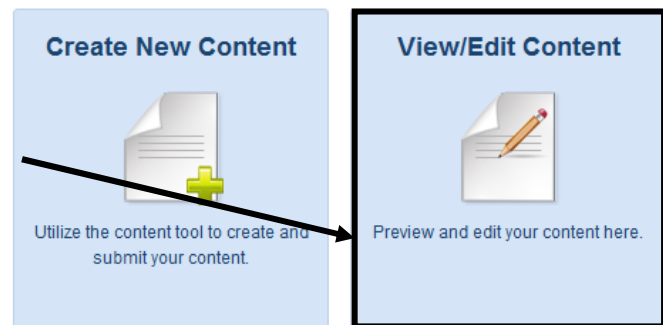 Create New Content
Utilize the content tool to create and
submit your content.
View/Edit Content
Preview and edit your content here.